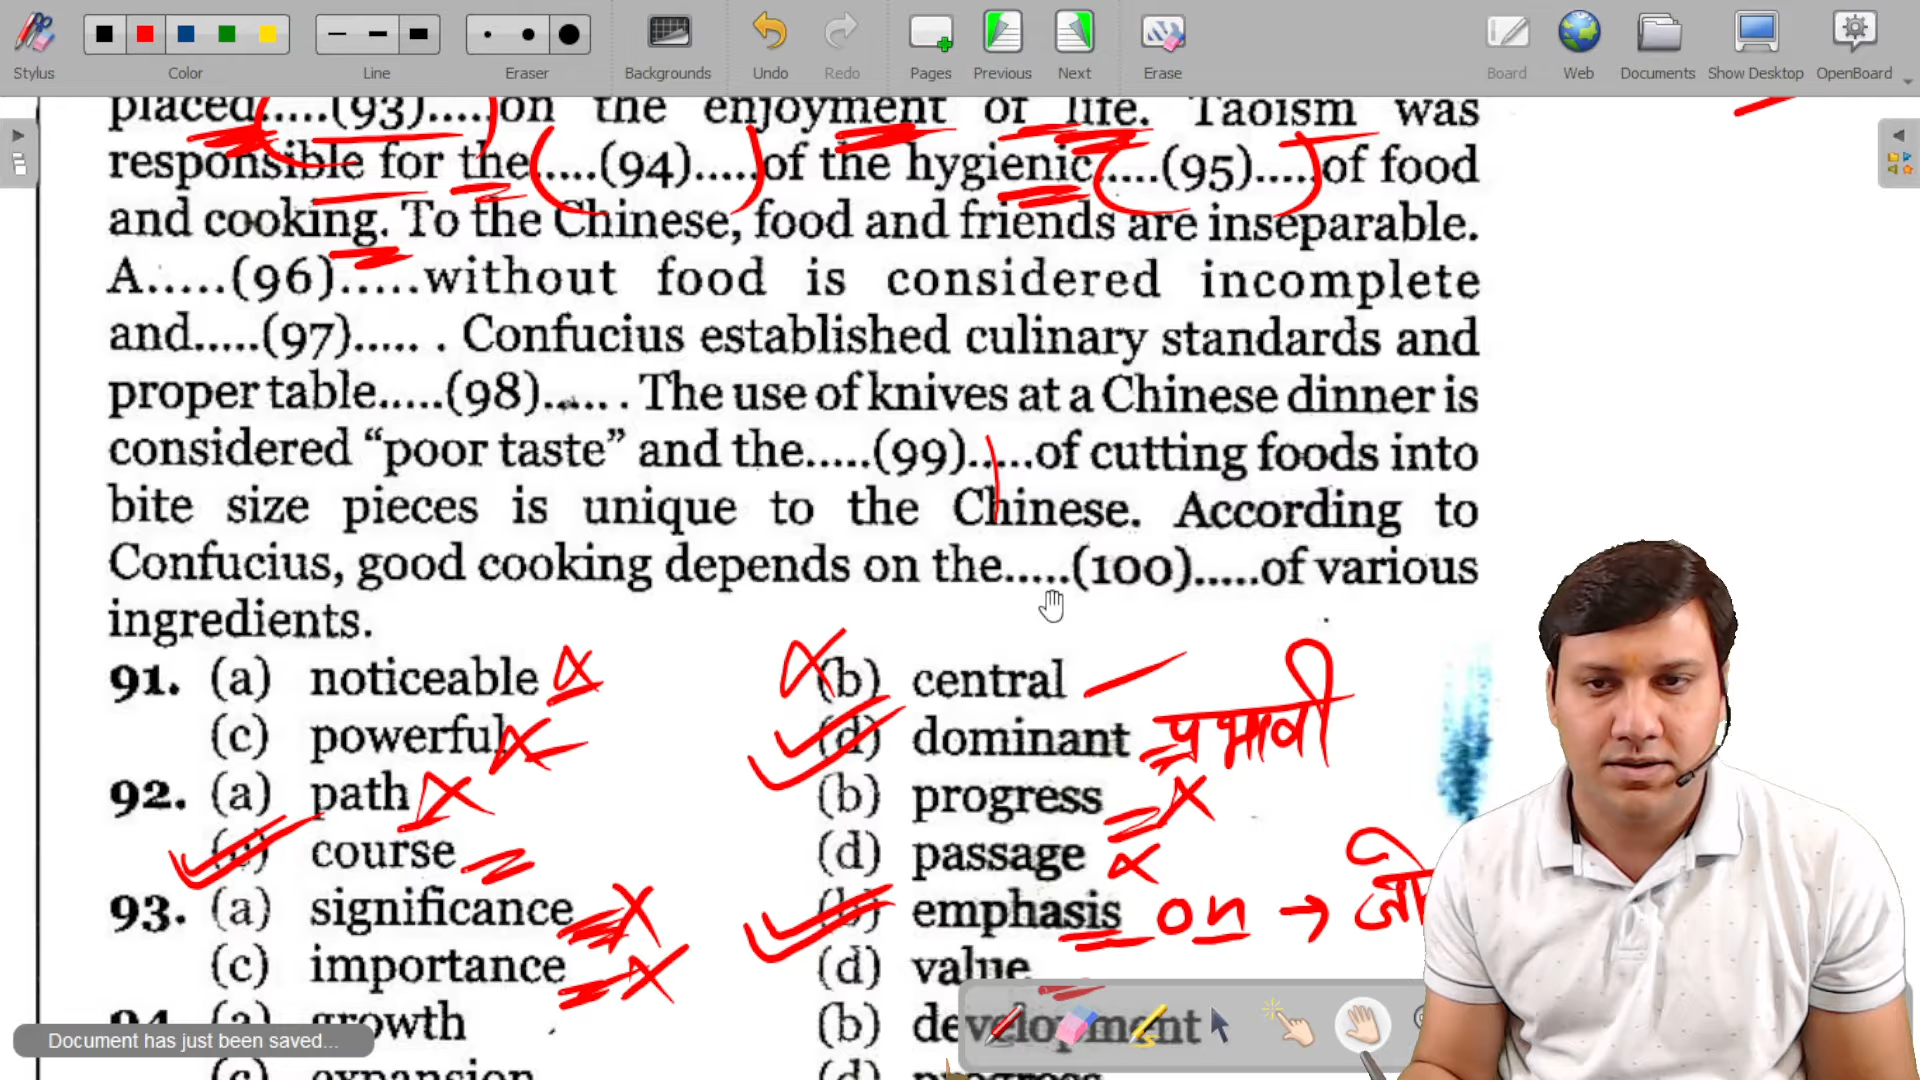 Stylus
Color
Line
Eraser
Backgrounds
Undo
Redo
Pages
Previous
Next
Erase
Board
Web
Documents
Show Desktop
OpenBoard
placed.....(93).....on the enjoyment of life. Taoism was
responsible for the.....(94).....of the hygienic.....(95).....of food
and cooking. To the Chinese, food and friends are inseparable.
A.....(96).....without food is considered incomplete
and.....(97)..... . Confucius established culinary standards and
proper table.....(98)..... . The use of knives at a Chinese dinner is
considered “poor taste” and the.....(99).....of cutting foods into
bite size pieces is unique to the Chinese. According to
Confucius, good cooking depends on the.....(100).....of various
ingredients.
91. (a) noticeable (b) central
(c) powerful (d) dominant प्रभावी
92. (a) path (b) progress
(c) course (d) passage
93. (a) significance (b) emphasis on →
(c) importance (d) value
94. (a) growth (b) development
(c) expansion (d) progress
Document has just been saved...